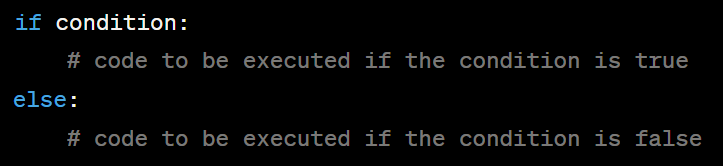 if condition:
    # code to be executed if the condition is true
else:
    # code to be executed if the condition is false